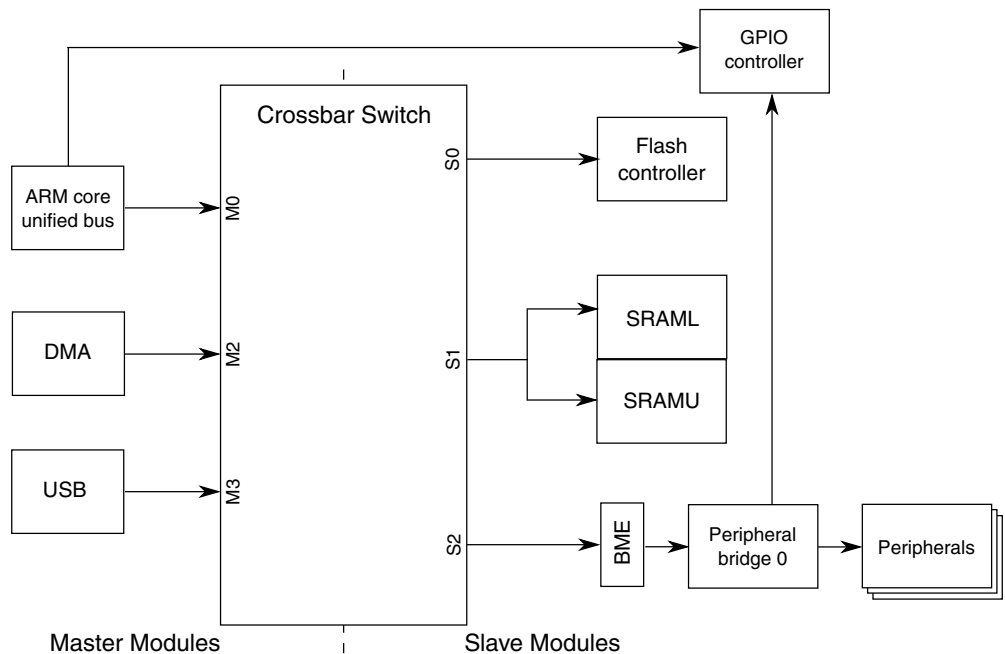 GPIO
controller
Crossbar Switch
S0
Flash
controller
ARM core
unified bus
M0
SRAML
DMA
M2
S1
SRAMU
USB
M3
S2
BME
Peripheral
bridge 0
Peripherals
Master Modules
Slave Modules